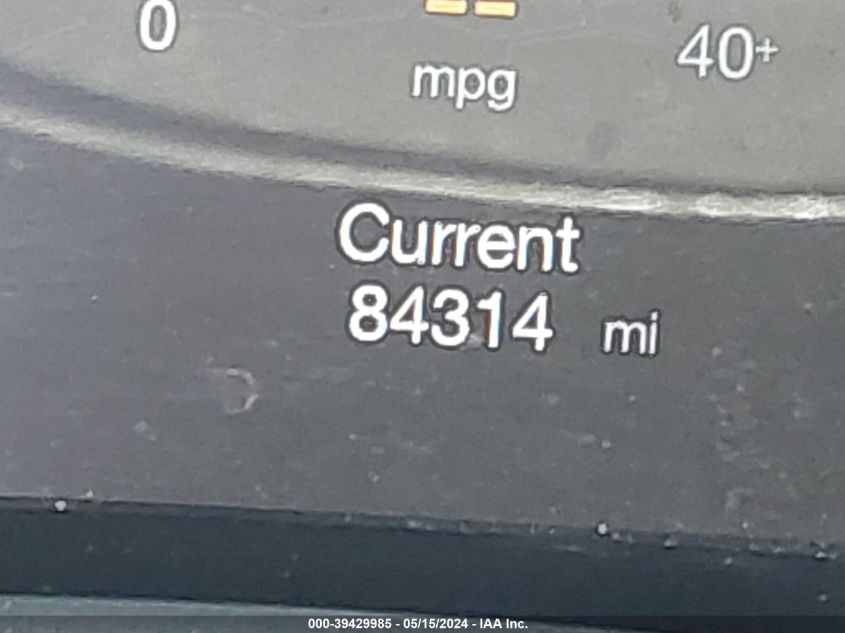 0 -- 40+
mpg
Current
84314 mi
000-39429985 - 05/15/2024 - IAA Inc.